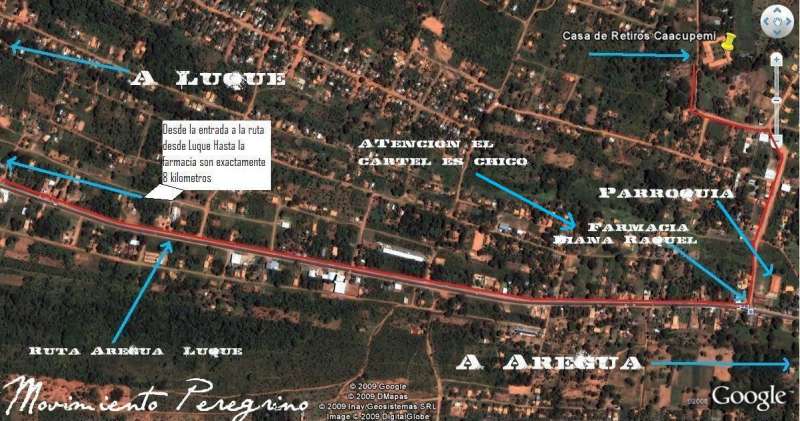 Casa de Retiros Caacupemi
A Luque
Desde la entrada a la ruta
desde Luque Hasta la
farmacia son exactamente
8 kilometros
Atencion el
cartel es chico
Parroquia
Farmacia
Diana Raquel
Ruta Aregua Luque
A Aregua
Movimiento Peregrino
© 2009 Google
© 2009 DMapas
© 2009 Inav/Geosistemas SRL
Image © 2009 DigitalGlobe
©2008 Google